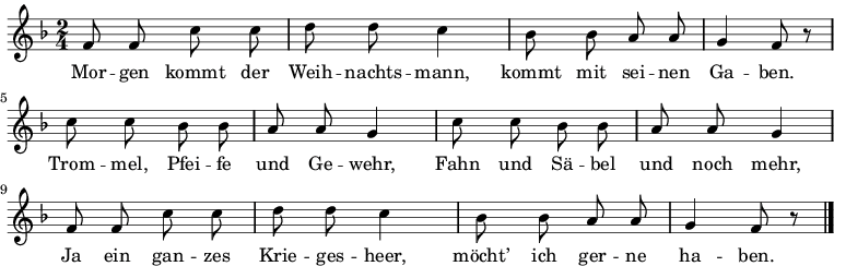 Mor - gen kommt der Weih - nachts - mann, kommt mit sei - nen Ga - ben.
5
Trom - mel, Pfei - fe und Ge - wehr, Fahn und Sä - bel und noch mehr,
9
Ja ein gan - zes Krie - ges - heer, möcht’ ich ger - ne ha - ben.